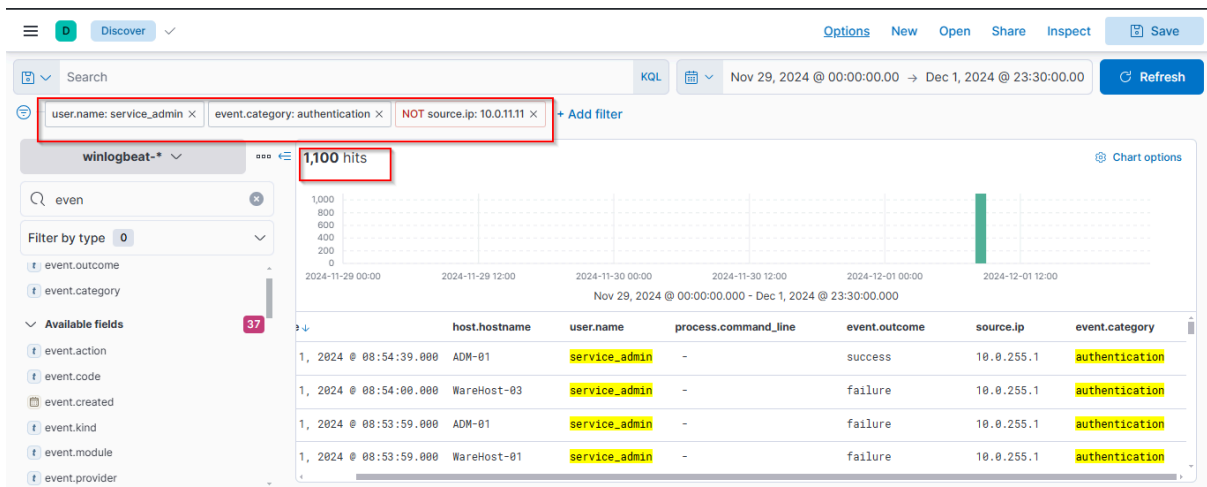 D Discover Options New Open Share Inspect Save
Search KQL Nov 29, 2024 @ 00:00:00.00 → Dec 1, 2024 @ 23:30:00.00 Refresh
user.name: service_admin × event.category: authentication × NOT source.ip: 10.0.11.11 × + Add filter
winlogbeat-* 1,100 hits Chart options
even
Filter by type 0
event.outcome
event.category
Available fields 37
event.action
event.code
event.created
event.kind
event.module
event.provider
1,000
800
600
400
200
0
2024-11-29 00:00 2024-11-29 12:00 2024-11-30 00:00 2024-11-30 12:00 2024-12-01 00:00 2024-12-01 12:00
Nov 29, 2024 @ 00:00:00.000 - Dec 1, 2024 @ 23:30:00.000
e ↓ host.hostname user.name process.command_line event.outcome source.ip event.category
1, 2024 @ 08:54:39.000 ADM-01 service_admin - success 10.0.255.1 authentication
1, 2024 @ 08:54:00.000 WareHost-03 service_admin - failure 10.0.255.1 authentication
1, 2024 @ 08:53:59.000 ADM-01 service_admin - failure 10.0.255.1 authentication
1, 2024 @ 08:53:59.000 WareHost-01 service_admin - failure 10.0.255.1 authentication